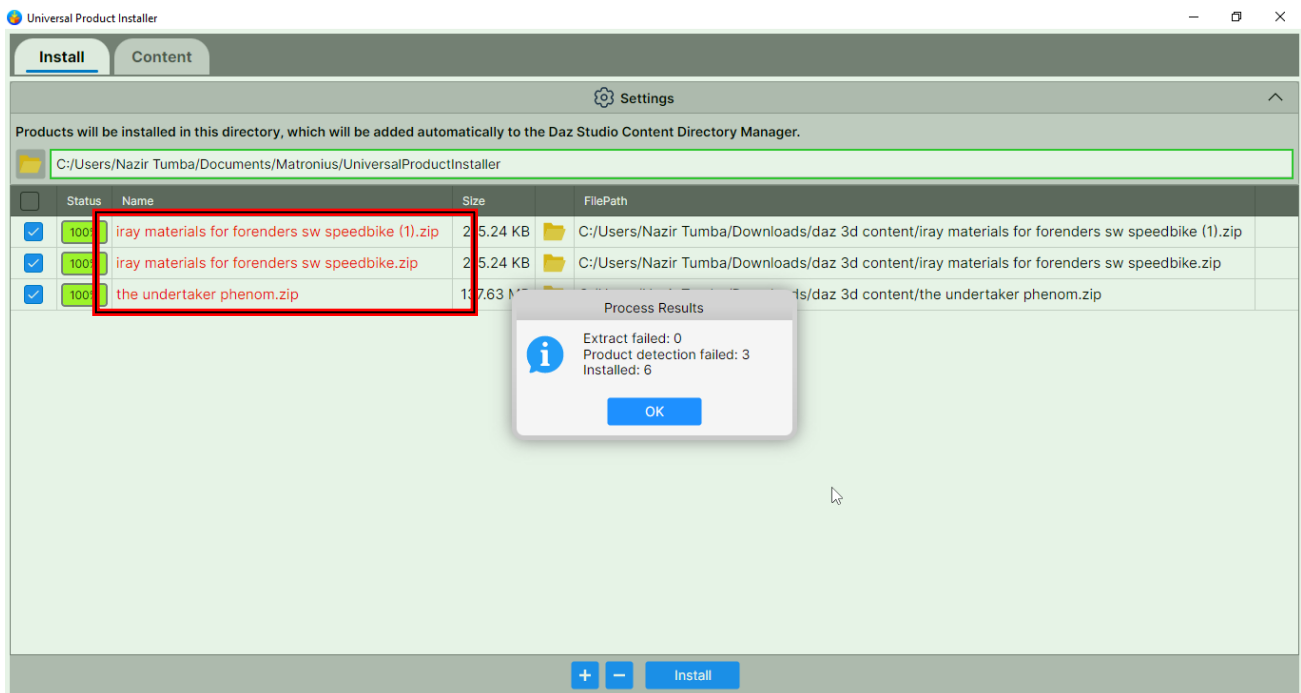 Universal Product Installer
Install Content
Settings
Products will be installed in this directory, which will be added automatically to the Daz Studio Content Directory Manager.
C:/Users/Nazir Tumba/Documents/Matronius/UniversalProductInstaller
Status Name Size FilePath
iray materials for forenders sw speedbike (1).zip KB C:/Users/Nazir Tumba/Downloads/daz 3d content/iray materials for forenders sw speedbike (1).zip
iray materials for forenders sw speedbike.zip KB C:/Users/Nazir Tumba/Downloads/daz 3d content/iray materials for forenders sw speedbike.zip
the undertaker phenom.zip /daz 3d content/the undertaker phenom.zip
Process Results
Extract failed: 0
Product detection failed: 3
Installed: 6
OK
+ − Install